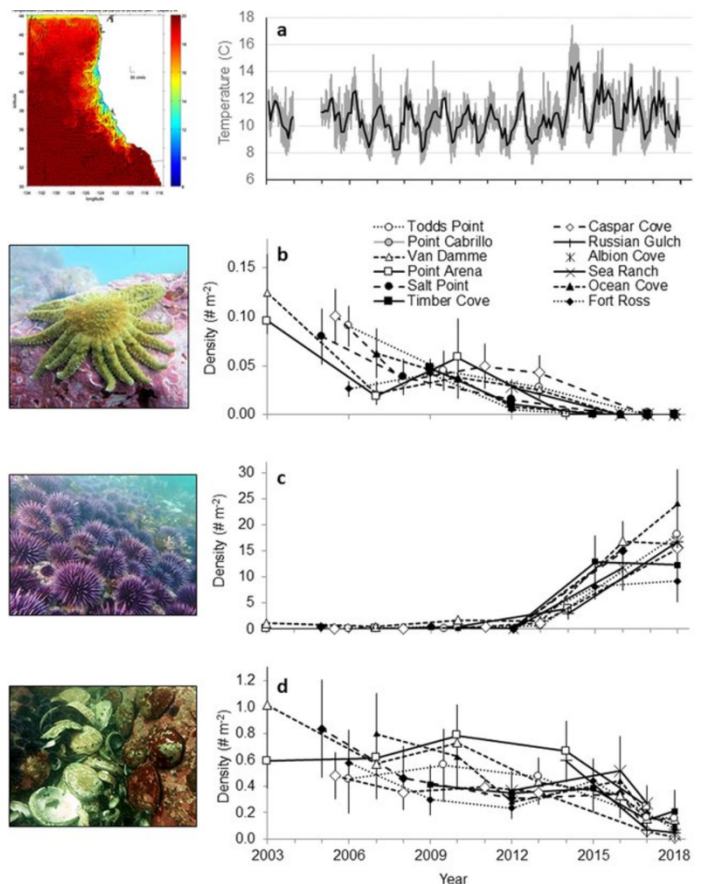 a
Temperature (C)
18
16
14
12
10
8
6
latitude
longitude
b
Todds Point
Point Cabrillo
Van Damme
Point Arena
Salt Point
Timber Cove
Caspar Cove
Russian Gulch
Albion Cove
Sea Ranch
Ocean Cove
Fort Ross
Density (# m⁻²)
0.15
0.10
0.05
0.00
c
Density (# m⁻²)
30
25
20
15
10
5
0
d
Density (# m⁻²)
1.2
1.0
0.8
0.6
0.4
0.2
0.0
2003 2006 2009 2012 2015 2018
Year